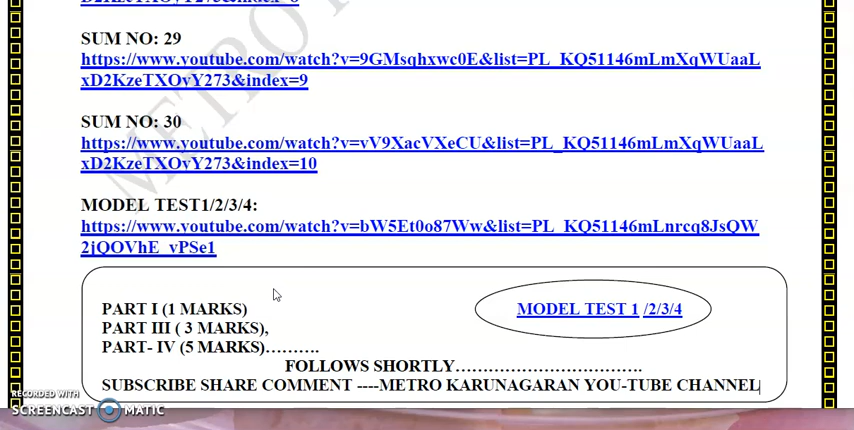 SUM NO: 29
https://www.youtube.com/watch?v=9GMsqhxwc0E&list=PL_KQ51146mLmXqWUaaL
xD2KzeTXOvY273&index=9
SUM NO: 30
https://www.youtube.com/watch?v=vV9XacVXeCU&list=PL_KQ51146mLmXqWUaaL
xD2KzeTXOvY273&index=10
MODEL TEST1/2/3/4:
https://www.youtube.com/watch?v=bW5Et0o87Ww&list=PL_KQ51146mLnrcq8JsQW
2jQOVhE_vPSe1
PART I (1 MARKS)
MODEL TEST 1 /2/3/4
PART III ( 3 MARKS),
PART- IV (5 MARKS)……….
FOLLOWS SHORTLY…………………………….
SUBSCRIBE SHARE COMMENT ----METRO KARUNAGARAN YOU-TUBE CHANNEL
RECORDED WITH
SCREENCAST MATIC